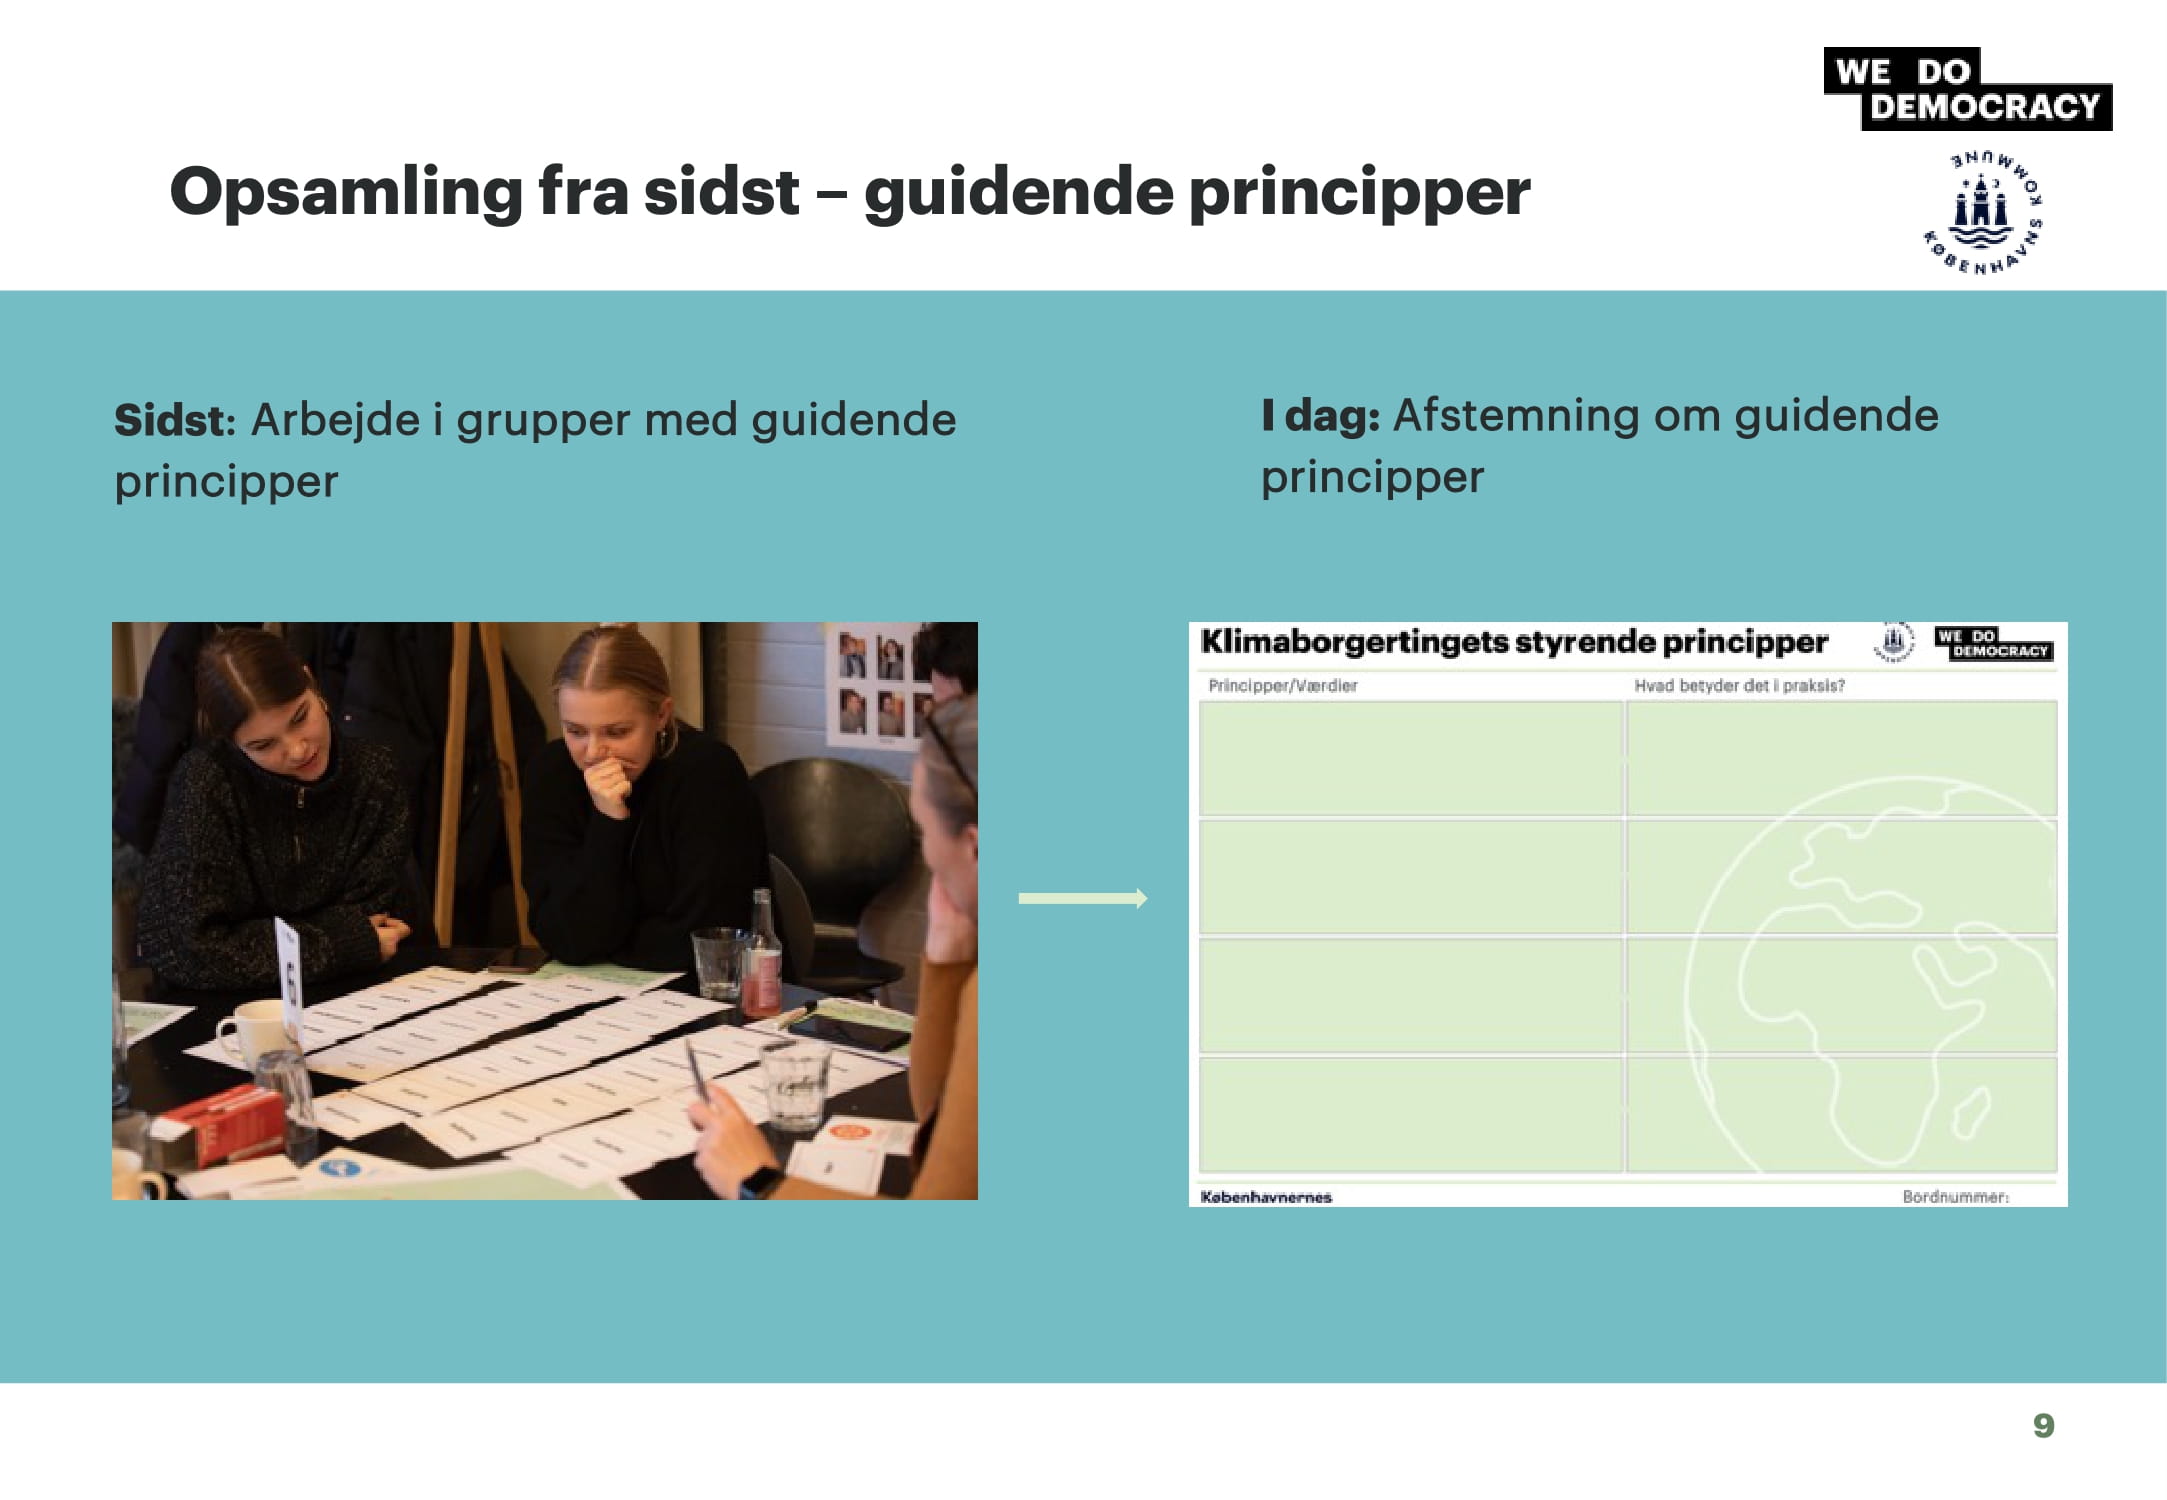 WE DO
DEMOCRACY
KØBENHAVNS KOMMUNE
Opsamling fra sidst – guidende principper
Sidst: Arbejde i grupper med guidende
principper
I dag: Afstemning om guidende
principper
Klimaborgertingets styrende principper
WE DO
DEMOCRACY
Principper/Værdier
Hvad betyder det i praksis?
Københavnernes
Bordnummer:
9